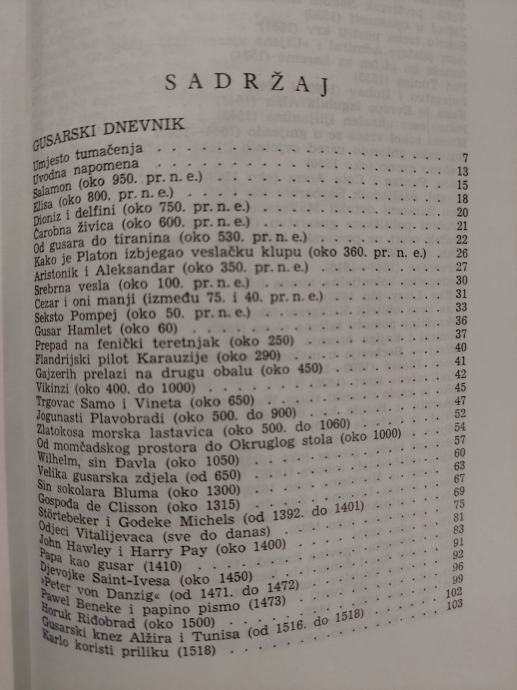 SADRŽAJ
GUSARSKI DNEVNIK
Umjesto tumačenja . . . 7
Uvodna napomena . . . 13
Salamon (oko 950. pr. n. e.) . . . 15
Elisa (oko 800. pr. n. e.) . . . 18
Dioniz i delfini (oko 750. pr. n. e.) . . . 20
Čarobna živica (oko 600. pr. n. e.) . . . 21
Od gusara do tiranina (oko 530. pr. n. e.) . . . 22
Kako je Platon izbjegao veslačku klupu (oko 360. pr. n. e.) . 26
Aristonik i Aleksandar (oko 350. pr. n. e.) . . . 27
Srebrna vesla (oko 100. pr. n. e.) . . . 30
Cezar i oni manji (između 75. i 40. pr. n. e.) . . . 31
Seksto Pompej (oko 50. pr. n. e.) . . . 33
Gusar Hamlet (oko 60) . . . 36
Prepad na fenički teretnjak (oko 250) . . . 37
Flandrijski pilot Karauzije (oko 290) . . . 40
Gajzerih prelazi na drugu obalu (oko 450) . . . 41
Vikinzi (oko 400. do 1000) . . . 42
Trgovac Samo i Vineta (oko 650) . . . 45
Jogunasti Plavobradi (oko 500. do 900) . . . 47
Zlatokosa morska lastavica (oko 500. do 1060) . . . 52
Od momčadskog prostora do Okruglog stola (oko 1000) . . . 54
Wilhelm, sin Đavla (oko 1050) . . . 57
Velika gusarska zdjela (od 650) . . . 60
Sin sokolara Bluma (oko 1300) . . . 63
Gospođa de Clisson (oko 1315) . . . 67
Störtebeker i Godeke Michels (od 1392. do 1401) . . . 69
Odjeci Vitalijevaca (sve do danas) . . . 75
John Hawley i Harry Pay (oko 1400) . . . 81
Papa kao gusar (1410) . . . 83
Djevojke Saint-Ivesa (oko 1450) . . . 91
»Peter von Danzig« (od 1471. do 1472) . . . 92
Pawel Beneke i papino pismo (1473) . . . 96
Horuk Riđobrad (oko 1500) . . . 99
Gusarski knez Alžira i Tunisa (od 1516. do 1518) . . . 102
Karlo koristi priliku (1518) . . . 103